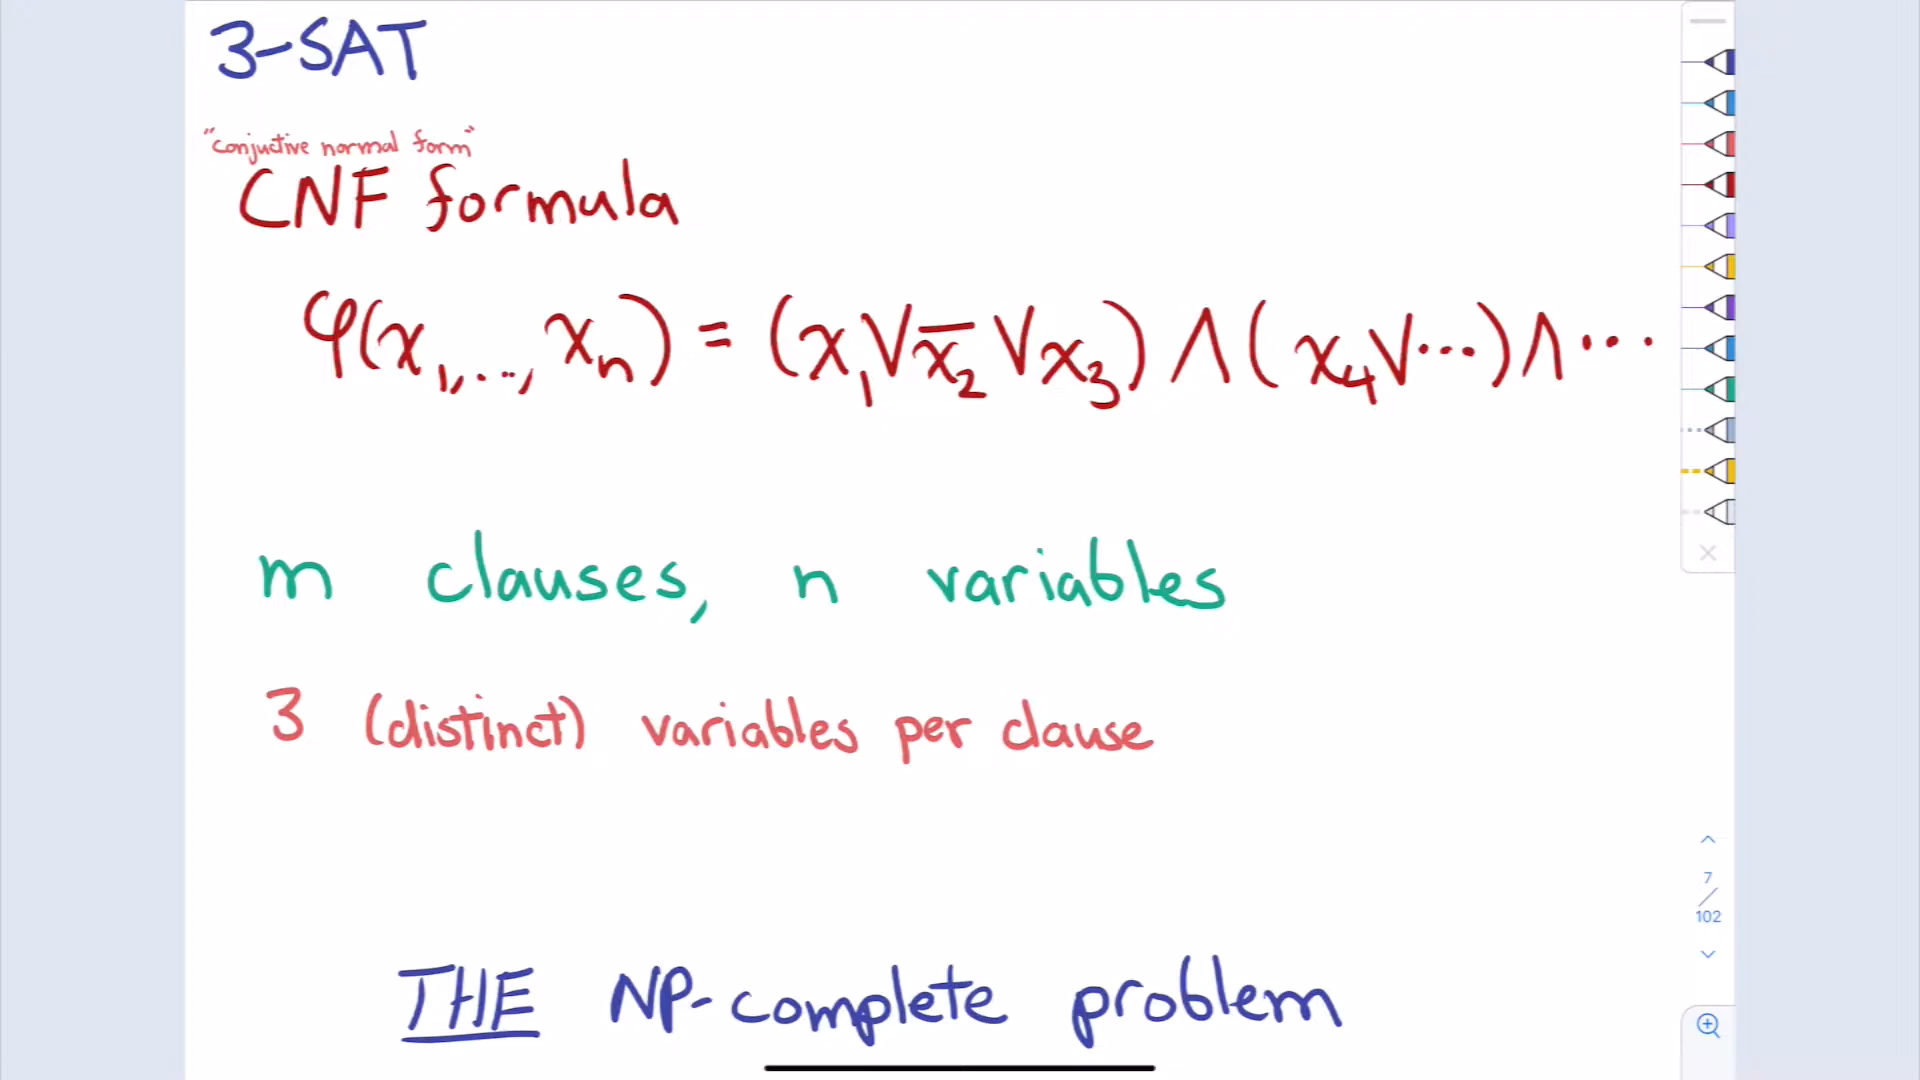 3-SAT
"conjuctive normal form"
CNF formula
φ(x₁,...,xₙ) = (x₁∨x̅₂∨x₃)∧(x₄∨···)∧···
m clauses, n variables
3 (distinct) variables per clause
7
/
102
THE NP-complete problem